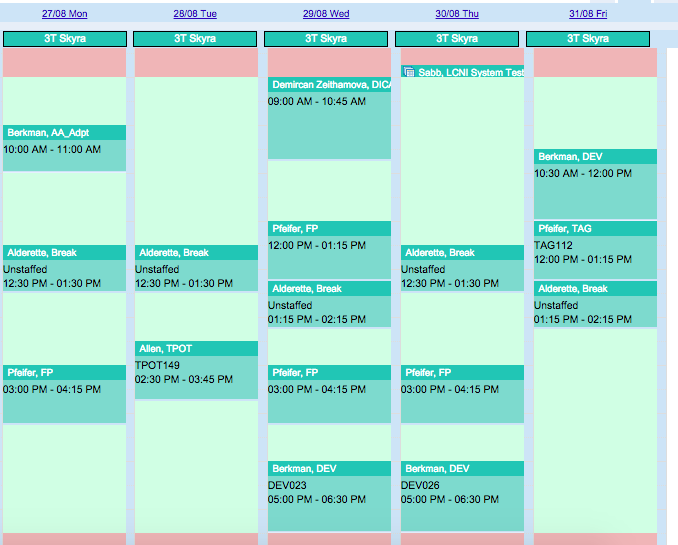 27/08 Mon
28/08 Tue
29/08 Wed
30/08 Thu
31/08 Fri
3T Skyra
3T Skyra
3T Skyra
3T Skyra
3T Skyra
Berkman, AA_Adpt
10:00 AM - 11:00 AM
Alderette, Break
Unstaffed
12:30 PM - 01:30 PM
Pfeifer, FP
03:00 PM - 04:15 PM
Alderette, Break
Unstaffed
12:30 PM - 01:30 PM
Allen, TPOT
TPOT149
02:30 PM - 03:45 PM
Demircan Zeithamova, DICA
09:00 AM - 10:45 AM
Pfeifer, FP
12:00 PM - 01:15 PM
Alderette, Break
Unstaffed
01:15 PM - 02:15 PM
Pfeifer, FP
03:00 PM - 04:15 PM
Berkman, DEV
DEV023
05:00 PM - 06:30 PM
Sabb, LCNI System Test
Alderette, Break
Unstaffed
12:30 PM - 01:30 PM
Pfeifer, FP
03:00 PM - 04:15 PM
Berkman, DEV
DEV026
05:00 PM - 06:30 PM
Berkman, DEV
10:30 AM - 12:00 PM
Pfeifer, TAG
TAG112
12:00 PM - 01:15 PM
Alderette, Break
Unstaffed
01:15 PM - 02:15 PM